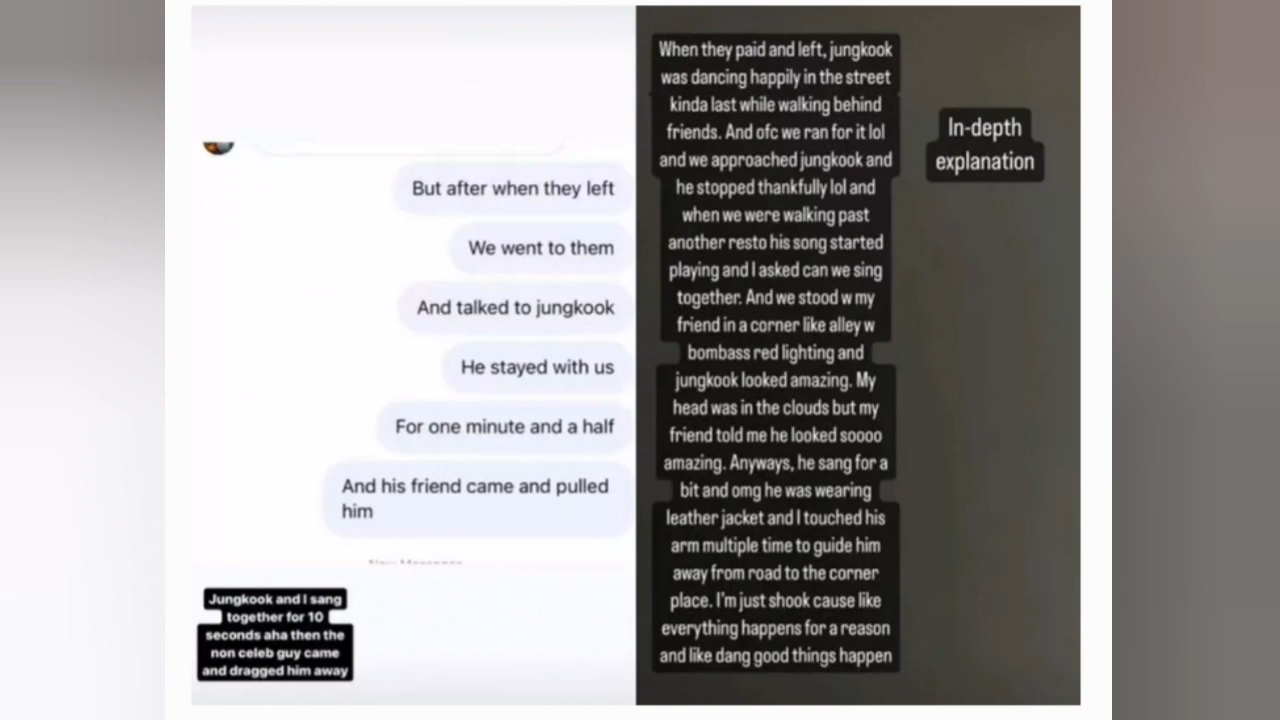 But after when they left
We went to them
And talked to jungkook
He stayed with us
For one minute and a half
And his friend came and pulled
him
Jungkook and I sang
together for 10
seconds aha then the
non celeb guy came
and dragged him away
When they paid and left, jungkook
was dancing happily in the street
kinda last while walking behind
friends. And ofc we ran for it lol
and we approached jungkook and
he stopped thankfully lol and
when we were walking past
another resto his song started
playing and I asked can we sing
together. And we stood w my
friend in a corner like alley w
bombass red lighting and
jungkook looked amazing. My
head was in the clouds but my
friend told me he looked soooo
amazing. Anyways, he sang for a
bit and omg he was wearing
leather jacket and I touched his
arm multiple time to guide him
away from road to the corner
place. I'm just shook cause like
everything happens for a reason
and like dang good things happen
In-depth
explanation